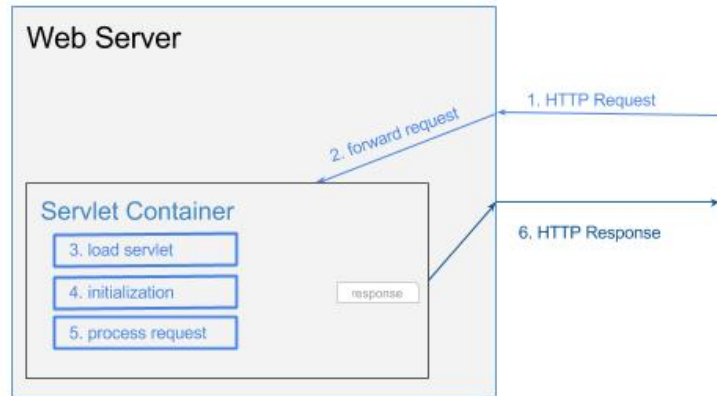 Web Server
1. HTTP Request
2. forward request
Servlet Container
3. load servlet
4. initialization
5. process request
response
6. HTTP Response